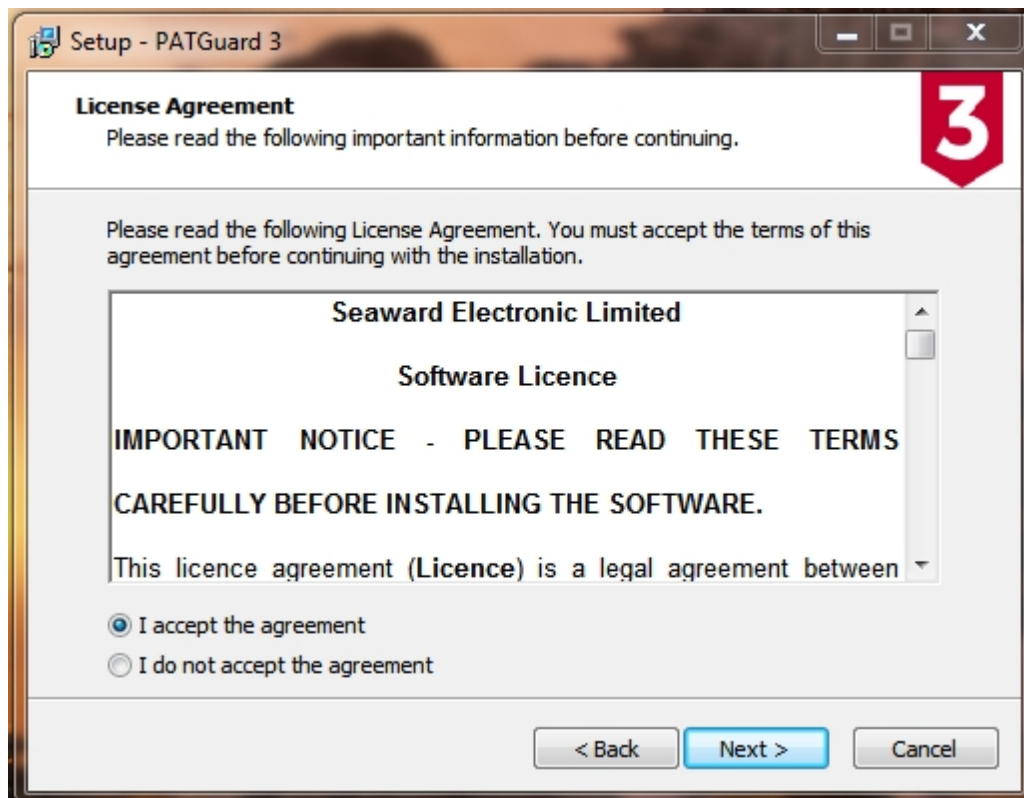 Setup - PATGuard 3
License Agreement
Please read the following important information before continuing.
3
Please read the following License Agreement. You must accept the terms of this
agreement before continuing with the installation.
Seaward Electronic Limited
Software Licence
IMPORTANT NOTICE - PLEASE READ THESE TERMS
CAREFULLY BEFORE INSTALLING THE SOFTWARE.
This licence agreement (Licence) is a legal agreement between
I accept the agreement
I do not accept the agreement
< Back Next > Cancel